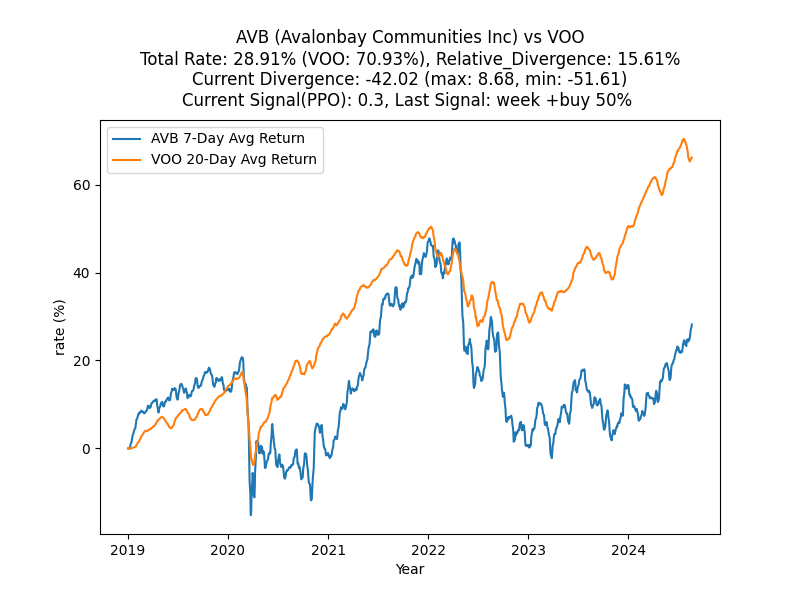 AVB (Avalonbay Communities Inc) vs VOO
Total Rate: 28.91% (VOO: 70.93%), Relative_Divergence: 15.61%
Current Divergence: -42.02 (max: 8.68, min: -51.61)
Current Signal(PPO): 0.3, Last Signal: week +buy 50%
AVB 7-Day Avg Return
VOO 20-Day Avg Return
60
40
20
0
rate (%)
2019
2020
2021
2022
2023
2024
Year